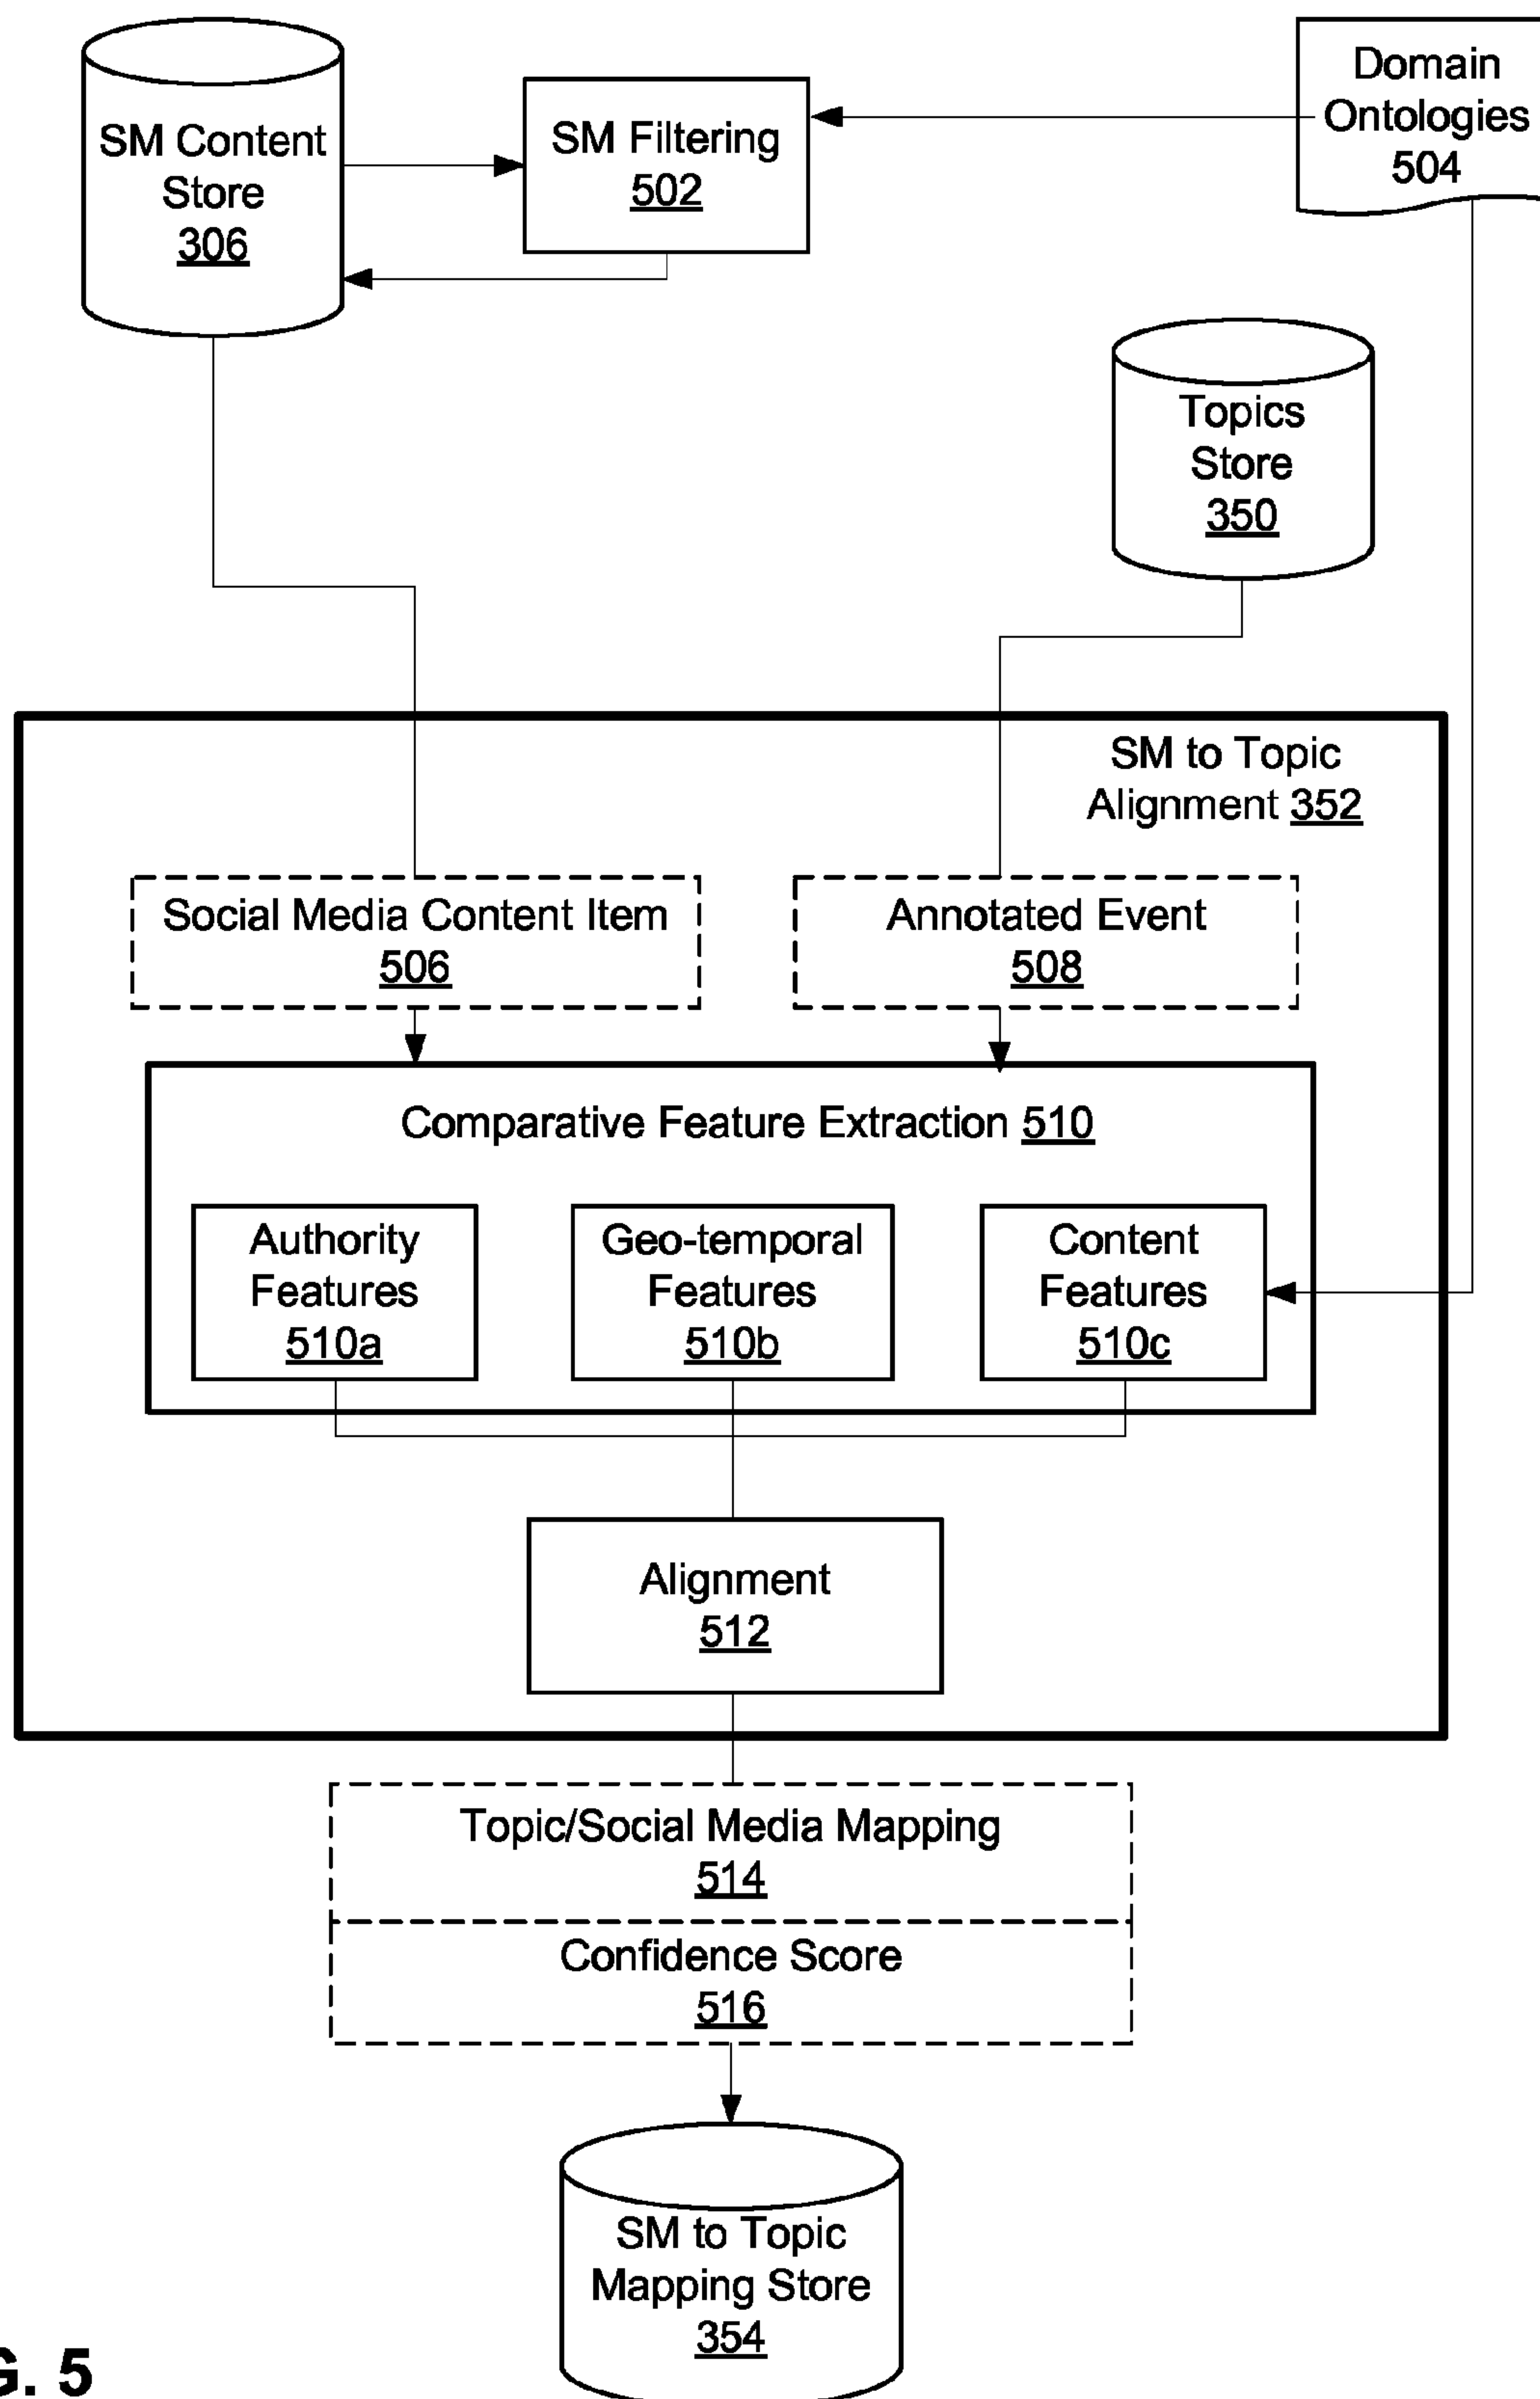 SM Content
Store
306
SM Filtering
502
Domain
Ontologies
504
Topics
Store
350
SM to Topic
Alignment 352
Social Media Content Item
506
Annotated Event
508
Comparative Feature Extraction 510
Authority
Features
510a
Geo-temporal
Features
510b
Content
Features
510c
Alignment
512
Topic/Social Media Mapping
514
Confidence Score
516
SM to Topic
Mapping Store
354
G. 5